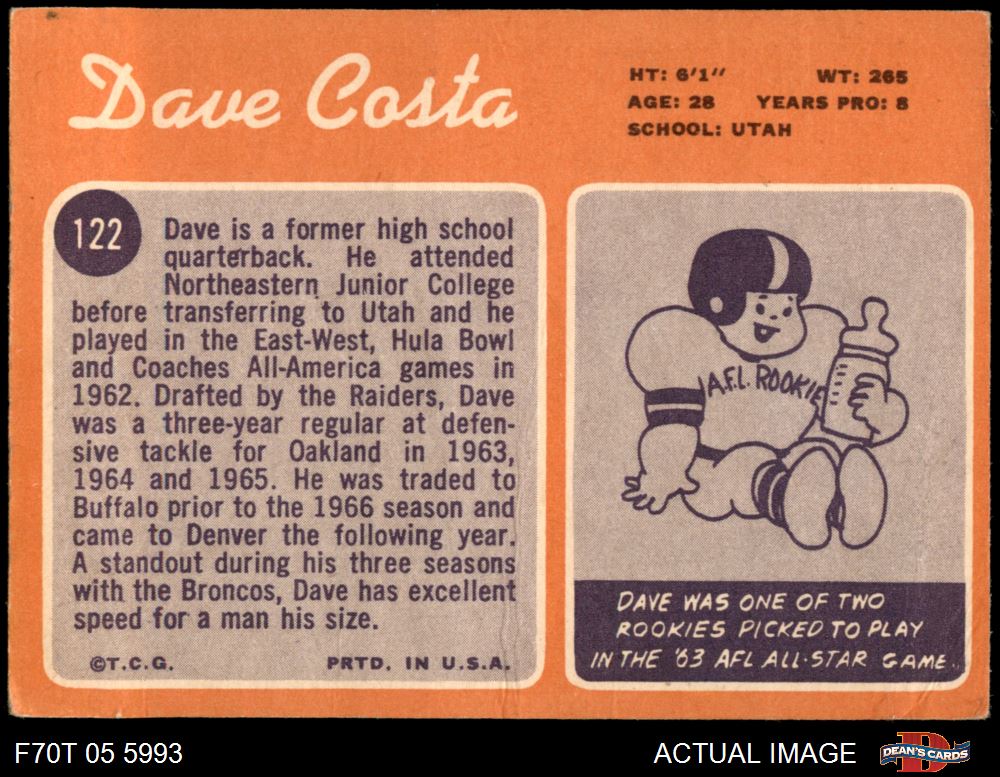 Dave Costa
HT: 6'1" WT: 265
AGE: 28 YEARS PRO: 8
SCHOOL: UTAH
122
Dave is a former high school
quarterback. He attended
Northeastern Junior College
before transferring to Utah and he
played in the East-West, Hula Bowl
and Coaches All-America games in
1962. Drafted by the Raiders, Dave
was a three-year regular at defen-
sive tackle for Oakland in 1963,
1964 and 1965. He was traded to
Buffalo prior to the 1966 season and
came to Denver the following year.
A standout during his three seasons
with the Broncos, Dave has excellent
speed for a man his size.
©T.C.G. PRTD. IN U.S.A.
A.F.L. ROOKIE
DAVE WAS ONE OF TWO
ROOKIES PICKED TO PLAY
IN THE '63 AFL ALL-STAR GAME.
F70T 05 5993
ACTUAL IMAGE
D
DEAN'S CARDS